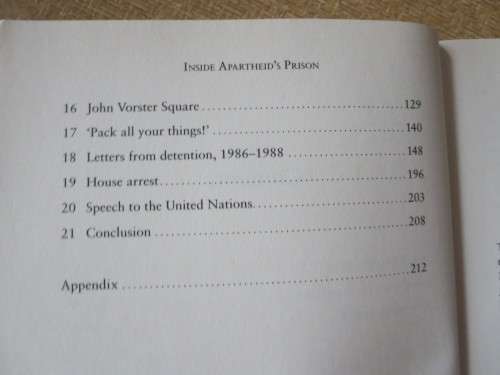 INSIDE APARTHEID'S PRISON
16 John Vorster Square 129
17 'Pack all your things!' 140
18 Letters from detention, 1986–1988 148
19 House arrest 196
20 Speech to the United Nations 203
21 Conclusion 208
Appendix 212